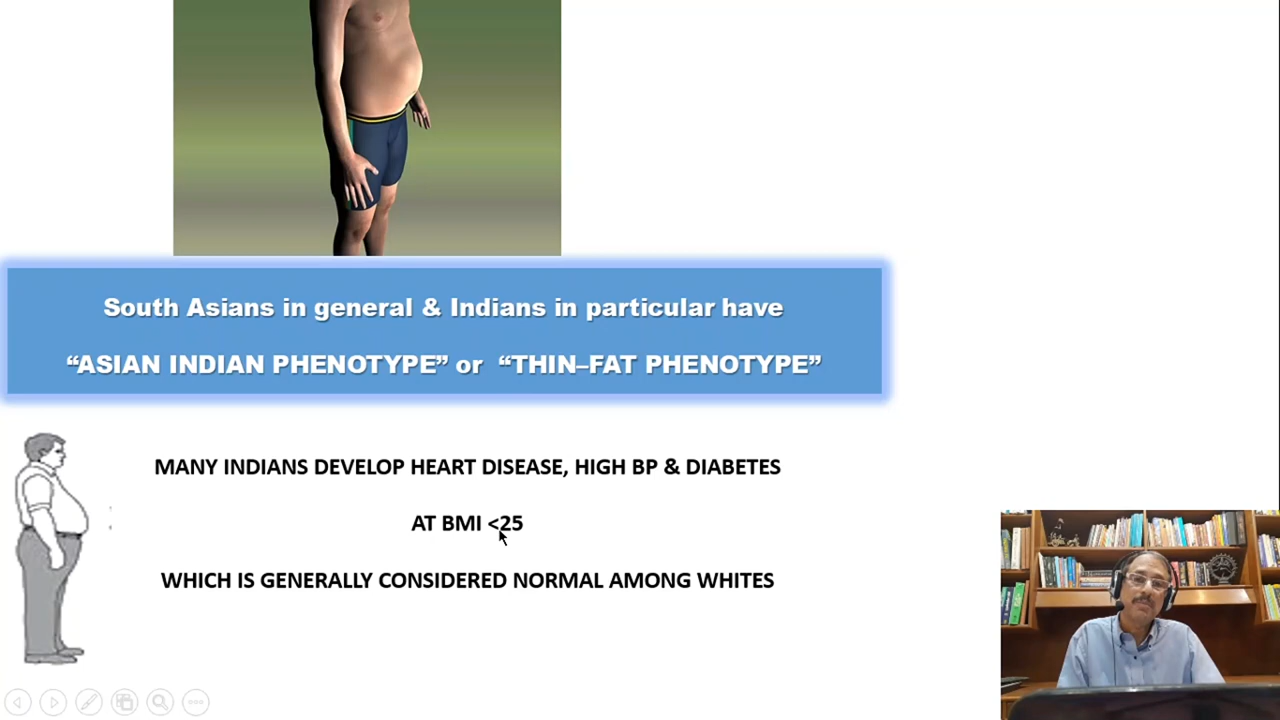 South Asians in general & Indians in particular have
“ASIAN INDIAN PHENOTYPE” or “THIN–FAT PHENOTYPE”
MANY INDIANS DEVELOP HEART DISEASE, HIGH BP & DIABETES
AT BMI <25
WHICH IS GENERALLY CONSIDERED NORMAL AMONG WHITES